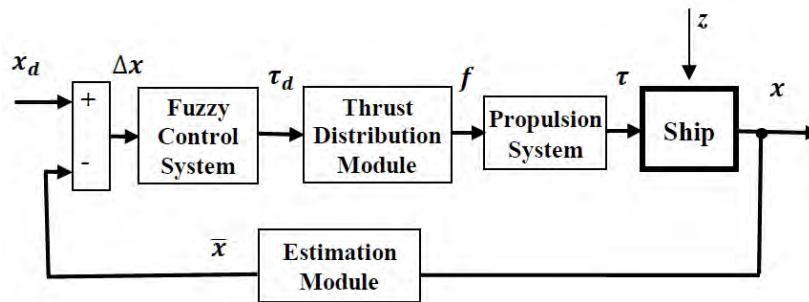 z
x_d
Δx
τ_d
f
τ
x
+
-
Fuzzy
Control
System
Thrust
Distribution
Module
Propulsion
System
Ship
x̅
Estimation
Module